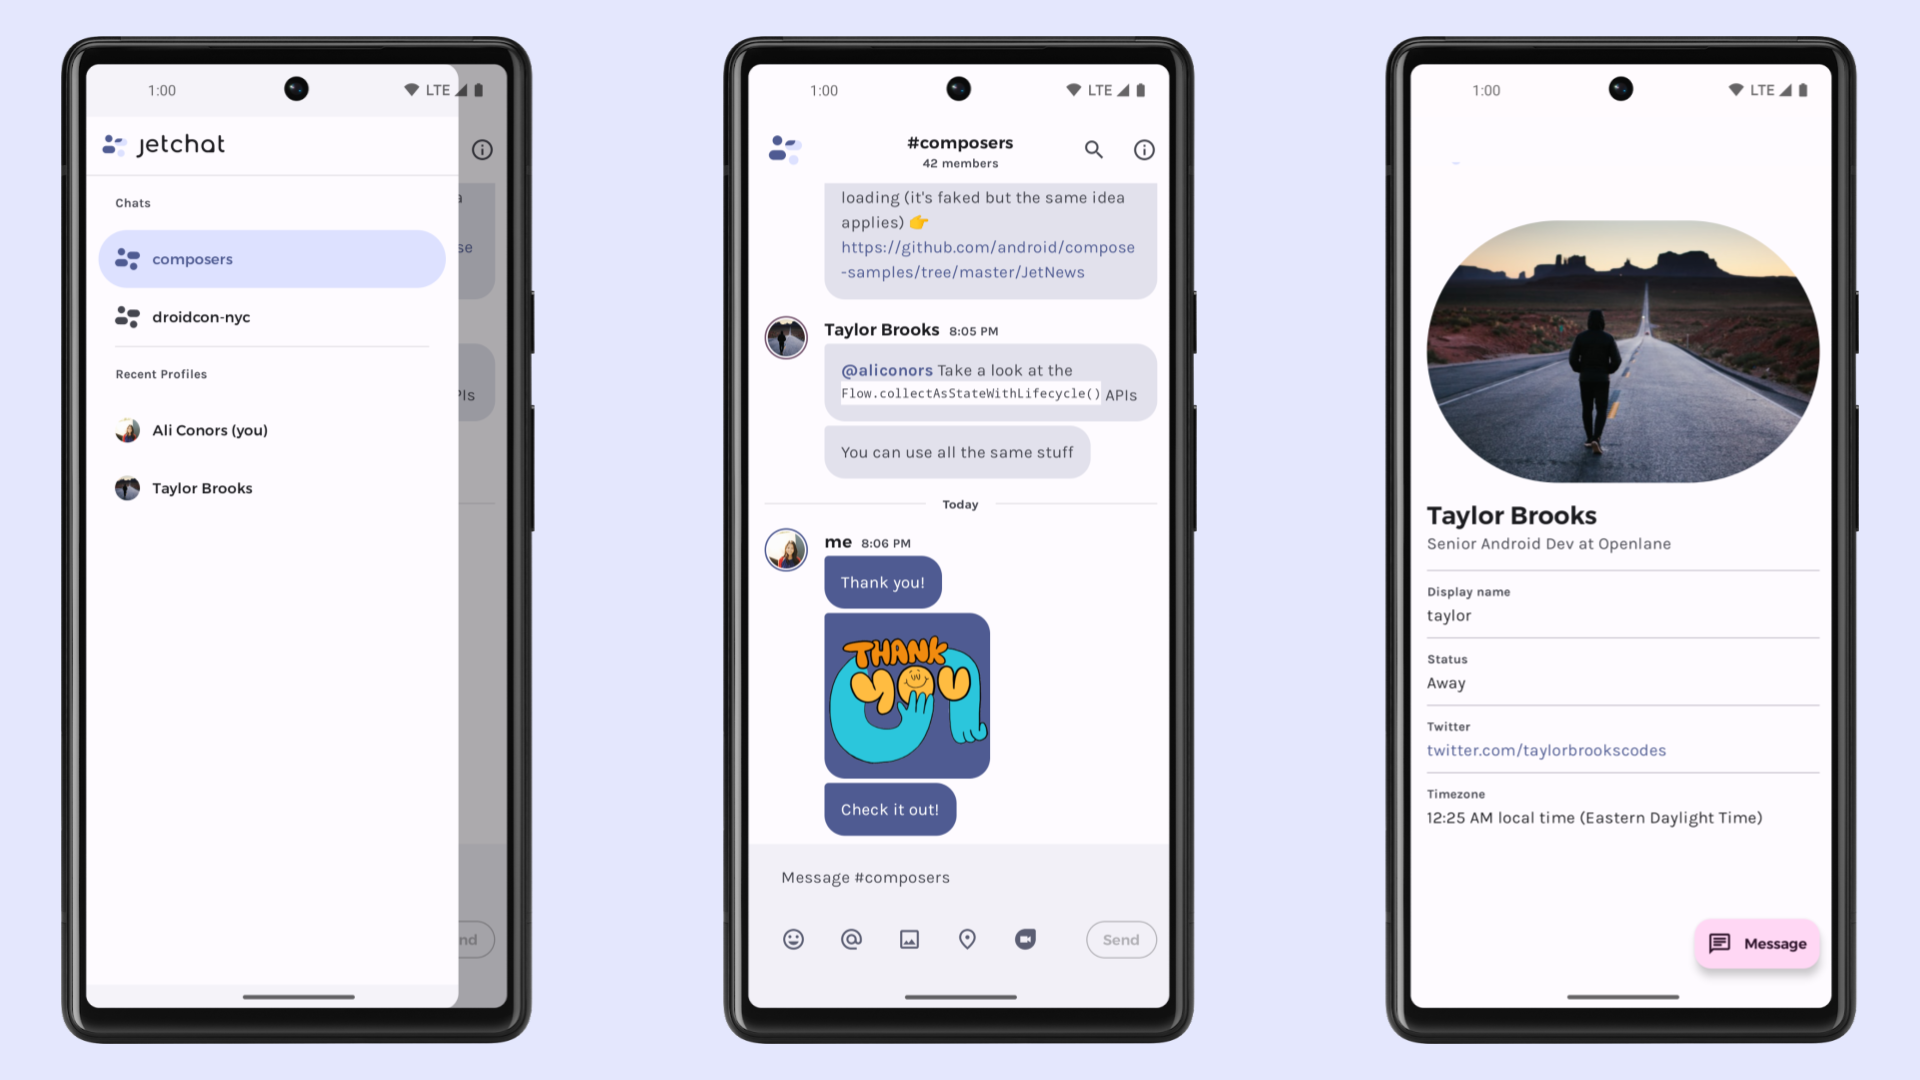 1:00
LTE
jetchat
Chats
composers
droidcon-nyc
Recent Profiles
Ali Conors (you)
Taylor Brooks
a
se
PIs
nd
1:00
LTE
#composers
42 members
loading (it's faked but the same idea
applies) 👉
https://github.com/android/compose
-samples/tree/master/JetNews
Taylor Brooks 8:05 PM
@aliconors Take a look at the
Flow.collectAsStateWithLifecycle() APIs
You can use all the same stuff
Today
me 8:06 PM
Thank you!
THANK
YOU
Check it out!
Message #composers
Send
1:00
LTE
Taylor Brooks
Senior Android Dev at Openlane
Display name
taylor
Status
Away
Twitter
twitter.com/taylorbrookscodes
Timezone
12:25 AM local time (Eastern Daylight Time)
Message